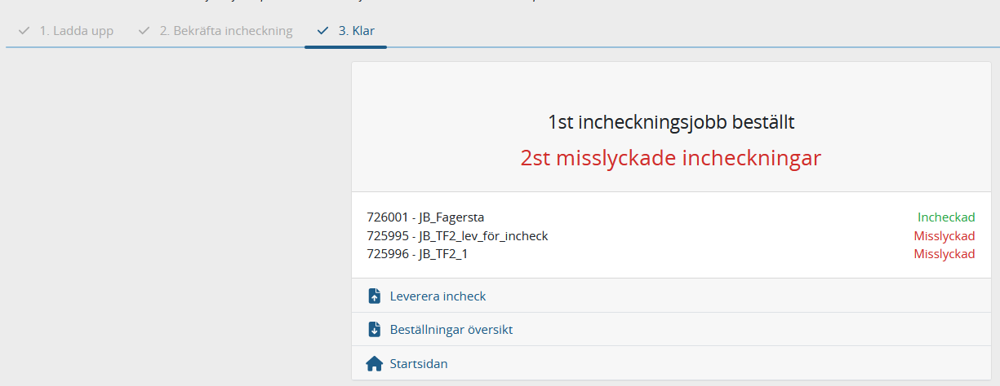 1. Ladda upp 2. Bekräfta incheckning 3. Klar
1st incheckningsjobb beställt
2st misslyckade incheckningar
726001 - JB_Fagersta Incheckad
725995 - JB_TF2_lev_för_incheck Misslyckad
725996 - JB_TF2_1 Misslyckad
Leverera incheck
Beställningar översikt
Startsidan